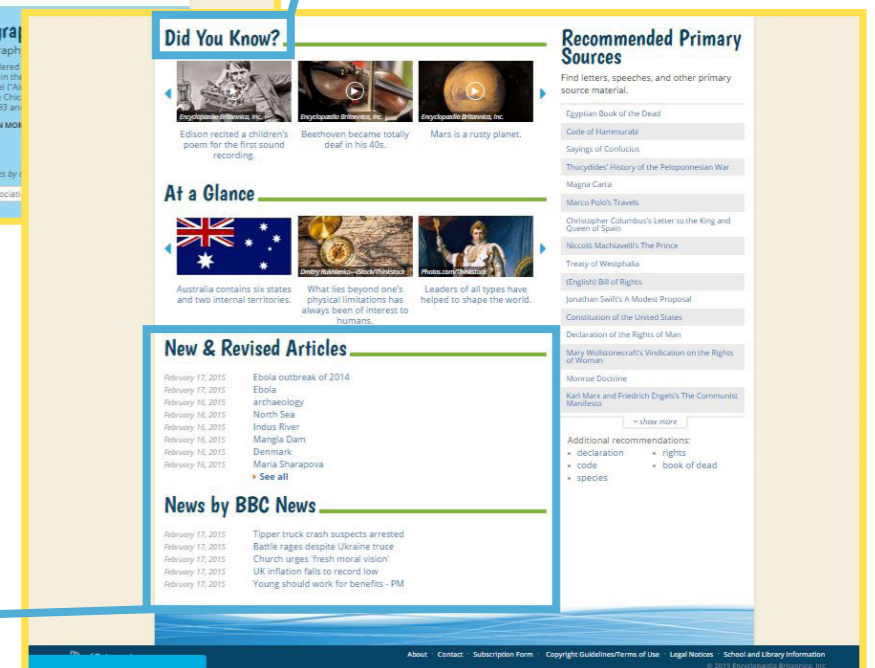 Did You Know?
Encyclopædia Britannica, Inc.
Encyclopædia Britannica, Inc.
Encyclopædia Britannica, Inc.
Edison recited a children's
poem for the first sound
recording.
Beethoven became totally
deaf in his 40s.
Mars is a rusty planet.
At a Glance
Dmitry Rukhlenko—iStock/Thinkstock
Photos.com/Thinkstock
Australia contains six states
and two internal territories.
What lies beyond one's
physical limitations has
always been of interest to
humans.
Leaders of all types have
helped to shape the world.
New & Revised Articles
February 17, 2015 Ebola outbreak of 2014
February 17, 2015 Ebola
February 16, 2015 archaeology
February 16, 2015 North Sea
February 16, 2015 Indus River
February 16, 2015 Mangla Dam
February 16, 2015 Denmark
February 16, 2015 Maria Sharapova
See all
News by BBC News
February 17, 2015 Tipper truck crash suspects arrested
February 17, 2015 Battle rages despite Ukraine truce
February 17, 2015 Church urges 'fresh moral vision'
February 17, 2015 UK inflation falls to record low
February 17, 2015 Young should work for benefits - PM
Recommended Primary
Sources
Find letters, speeches, and other primary
source material.
Egyptian Book of the Dead
Code of Hammurabi
Sayings of Confucius
Thucydides' History of the Peloponnesian War
Magna Carta
Marco Polo's Travels
Christopher Columbus's Letter to the King and
Queen of Spain
Niccolò Machiavelli's The Prince
Treaty of Westphalia
(English) Bill of Rights
Jonathan Swift's A Modest Proposal
Constitution of the United States
Declaration of the Rights of Man
Mary Wollstonecraft's Vindication on the Rights
of Woman
Monroe Doctrine
Karl Marx and Friedrich Engels's The Communist
Manifesto
+ show more
Additional recommendations:
• declaration • rights
• code • book of dead
• species
About · Contact · Subscription Form · Copyright Guidelines/Terms of Use · Legal Notices · School and Library Information
© 2015 Encyclopædia Britannica, Inc.